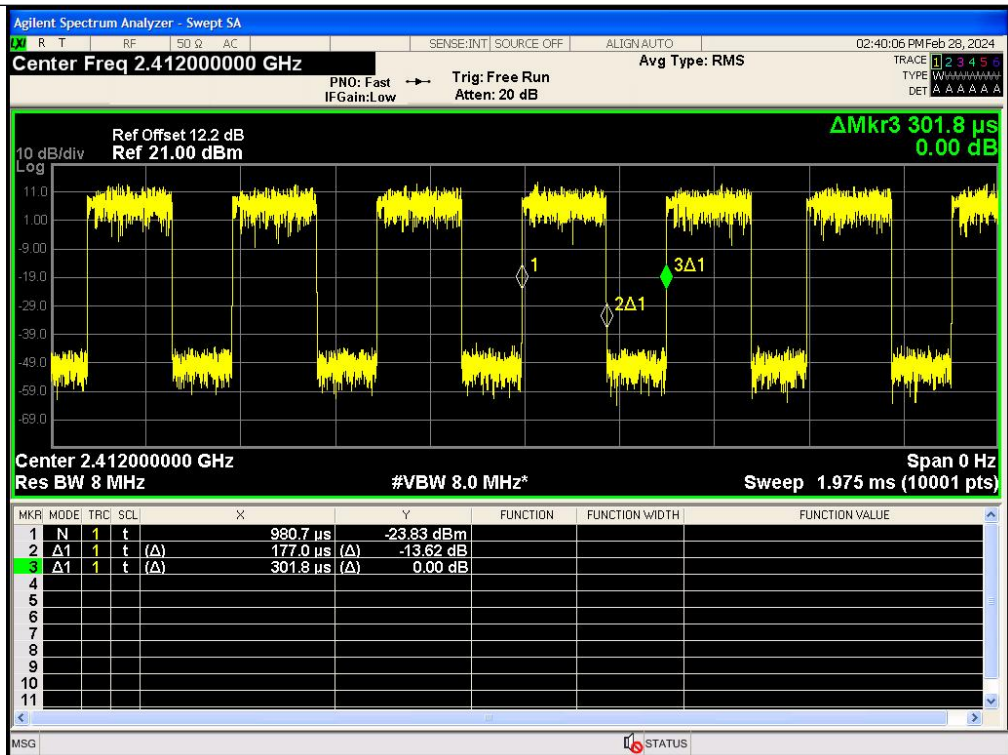 Agilent Spectrum Analyzer - Swept SA
LXI R T RF 50 Ω AC SENSE:INT SOURCE OFF ALIGN AUTO 02:40:06 PM Feb 28, 2024
Center Freq 2.412000000 GHz
Avg Type: RMS
TRACE 1 2 3 4 5 6
PNO: Fast
Trig: Free Run
TYPE
IFGain:Low
Atten: 20 dB
DET A A A A A A
ΔMkr3 301.8 µs
0.00 dB
Ref Offset 12.2 dB
10 dB/div Ref 21.00 dBm
Log
11.0
1.00
-9.00
-19.0
-29.0
-39.0
-49.0
-59.0
-69.0
1
3Δ1
2Δ1
Center 2.412000000 GHz Span 0 Hz
Res BW 8 MHz #VBW 8.0 MHz* Sweep 1.975 ms (10001 pts)
MKR MODE TRC SCL X Y FUNCTION FUNCTION WIDTH FUNCTION VALUE
1 N 1 t 980.7 µs -23.83 dBm
2 Δ1 1 t (Δ) 177.0 µs (Δ) -13.62 dB
3 Δ1 1 t (Δ) 301.8 µs (Δ) 0.00 dB
4
5
6
7
8
9
10
11
MSG STATUS